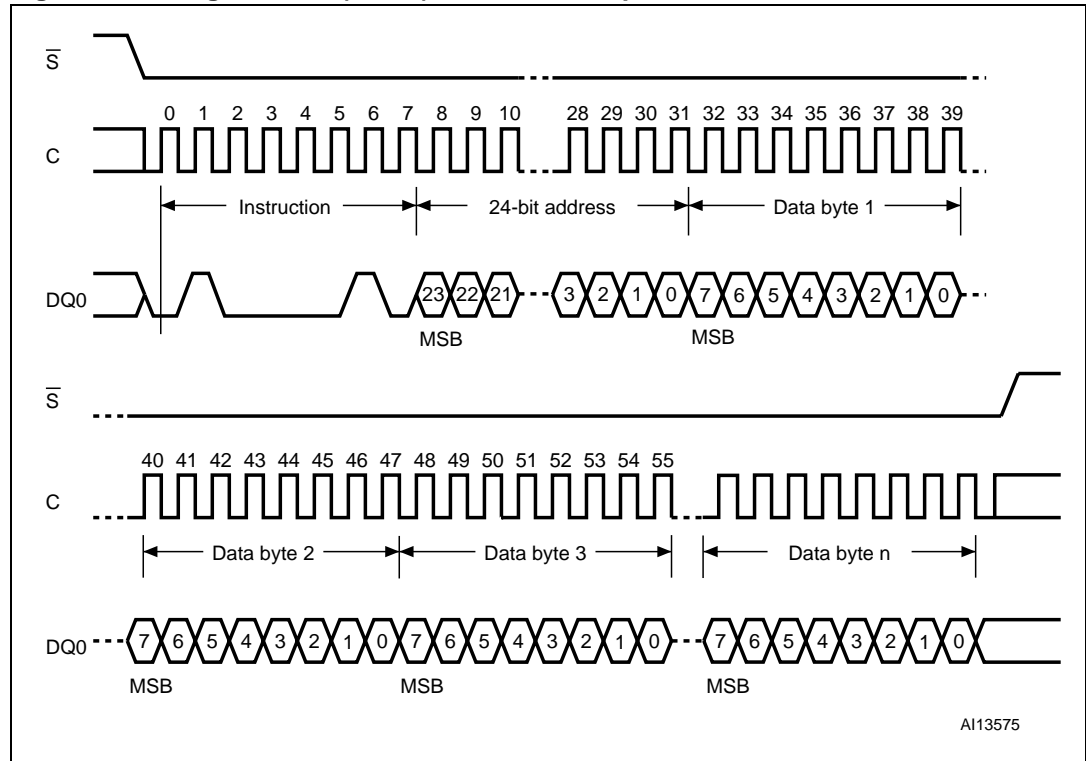 S
0 1 2 3 4 5 6 7 8 9 10 28 29 30 31 32 33 34 35 36 37 38 39
C
Instruction 24-bit address Data byte 1
DQ0 23 22 21 3 2 1 0 7 6 5 4 3 2 1 0
MSB MSB
S
40 41 42 43 44 45 46 47 48 49 50 51 52 53 54 55
C
Data byte 2 Data byte 3 Data byte n
DQ0 7 6 5 4 3 2 1 0 7 6 5 4 3 2 1 0 7 6 5 4 3 2 1 0
MSB MSB MSB
AI13575